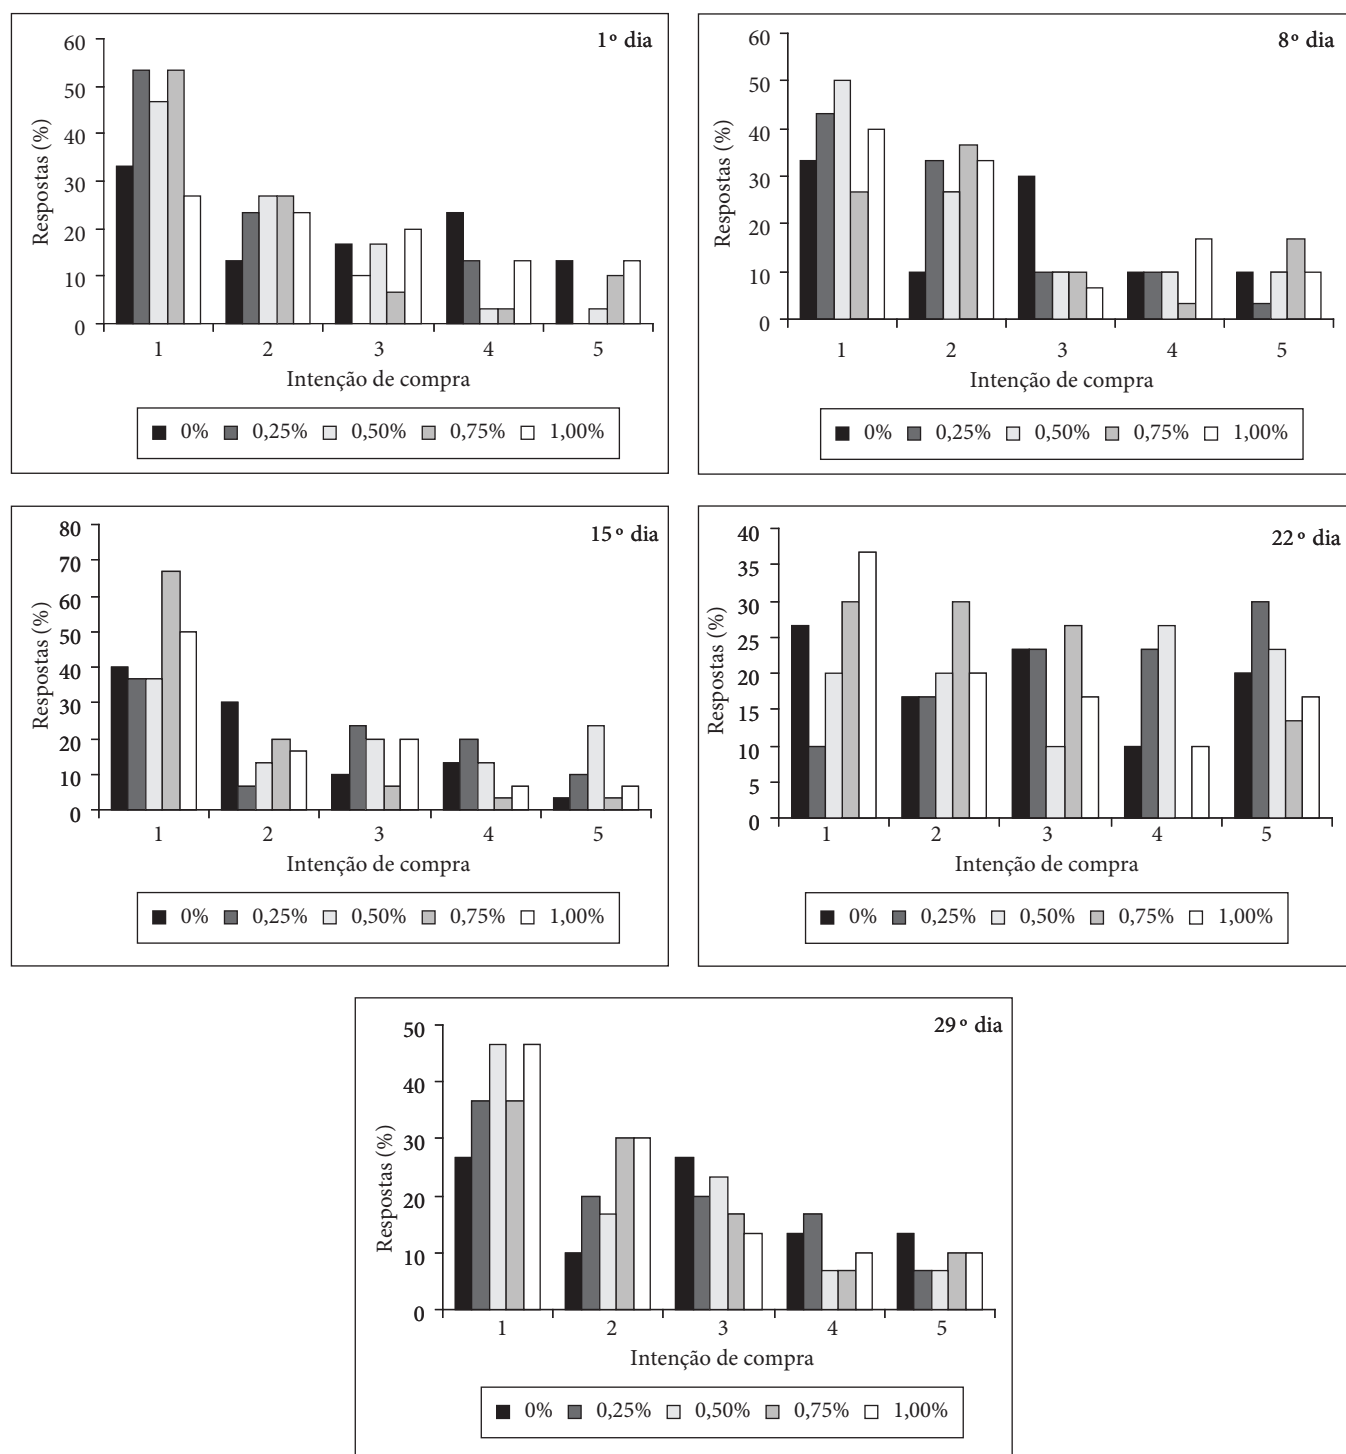 1º dia
Respostas (%)
60
50
40
30
20
10
0
1 2 3 4 5
Intenção de compra
0% 0,25% 0,50% 0,75% 1,00%
8º dia
Respostas (%)
60
50
40
30
20
10
0
1 2 3 4 5
Intenção de compra
0% 0,25% 0,50% 0,75% 1,00%
15º dia
Respostas (%)
80
70
60
50
40
30
20
10
0
1 2 3 4 5
Intenção de compra
0% 0,25% 0,50% 0,75% 1,00%
22º dia
Respostas (%)
40
35
30
25
20
15
10
5
0
1 2 3 4 5
Intenção de compra
0% 0,25% 0,50% 0,75% 1,00%
29º dia
Respostas (%)
50
40
30
20
10
0
1 2 3 4 5
Intenção de compra
0% 0,25% 0,50% 0,75% 1,00%